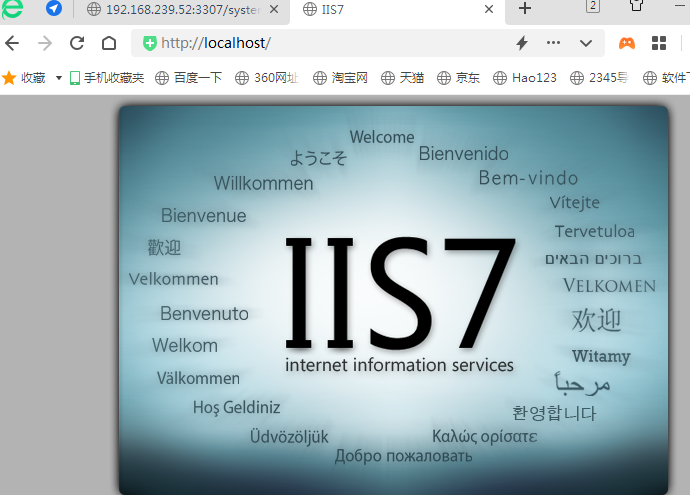 192.168.239.52:3307/system
IIS7
2
http://localhost/
收藏 手机收藏夹 百度一下 360网址 淘宝网 天猫 京东 Hao123 2345导 软件下
Welcome
ようこそ
Bienvenido
Willkommen
Bem-vindo
Vítejte
Bienvenue
Tervetuloa
歡迎
ברוכים הבאים
Velkommen
VELKOMEN
Benvenuto
欢迎
IIS7
Welkom
Witamy
internet information services
Välkommen
مرحباً
Hoş Geldiniz
환영합니다
Üdvözöljük
Καλώς ορίσατε
Добро пожаловать